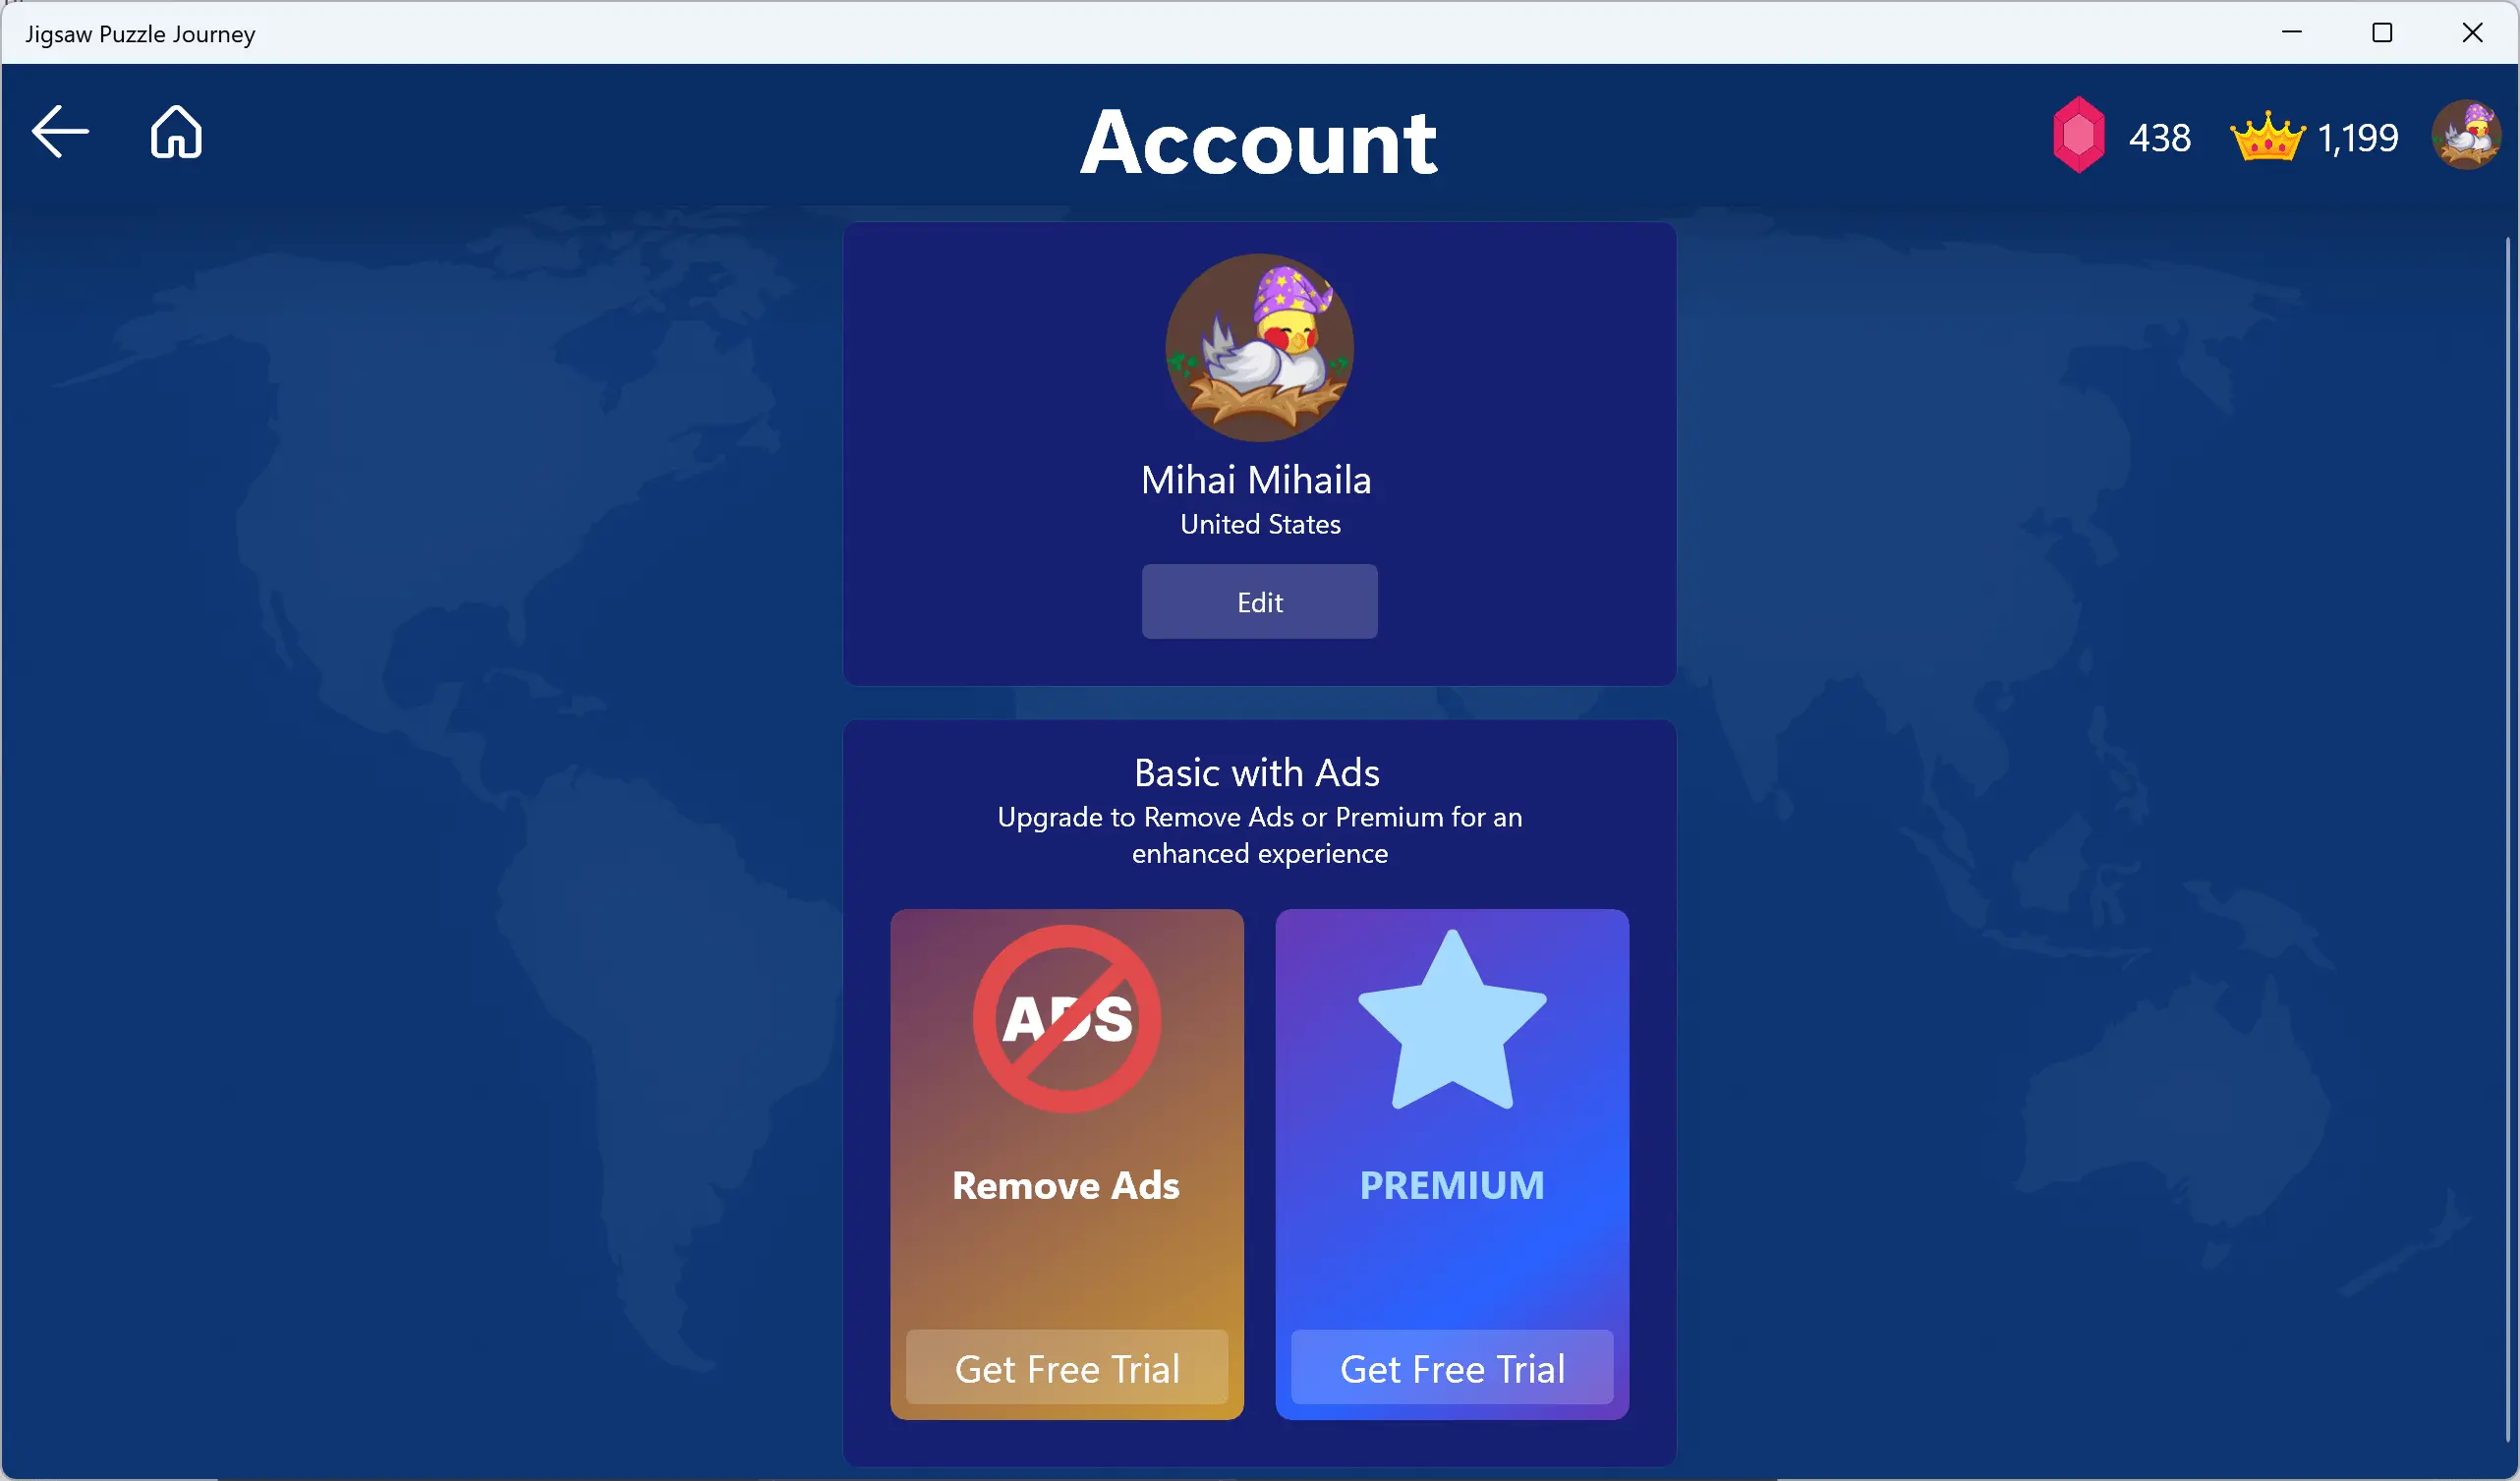 Jigsaw Puzzle Journey
Account
438
1,199
Mihai Mihaila
United States
Edit
Basic with Ads
Upgrade to Remove Ads or Premium for an
enhanced experience
ADS
Remove Ads
Get Free Trial
PREMIUM
Get Free Trial